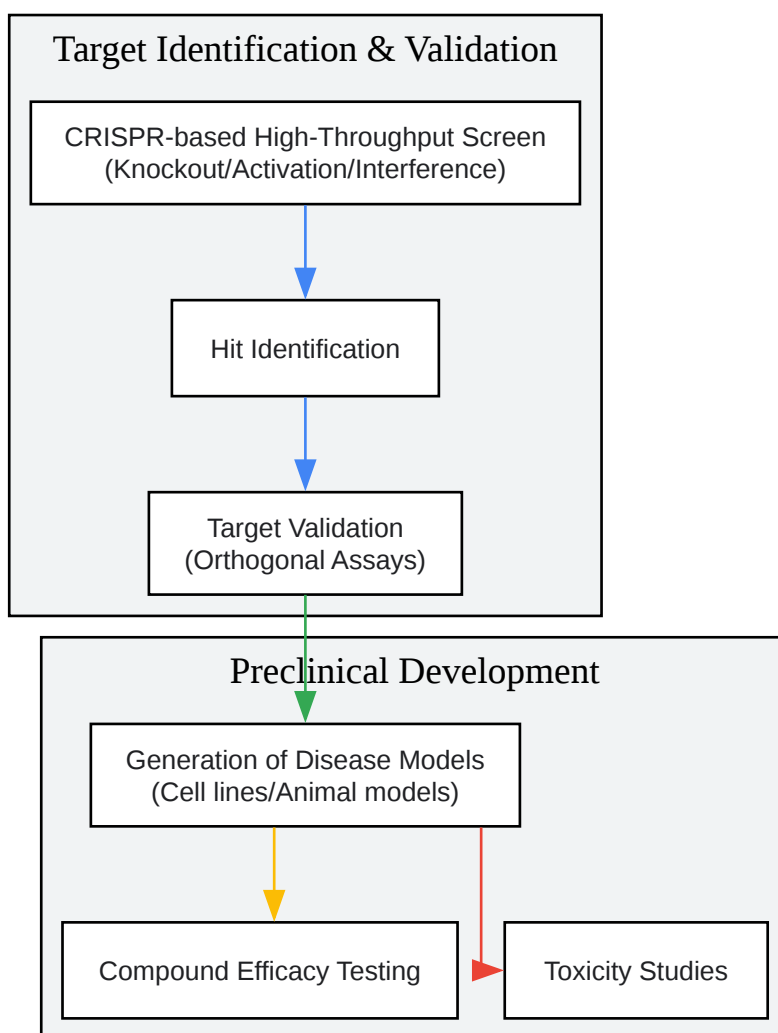 Target Identification & Validation
CRISPR-based High-Throughput Screen
(Knockout/Activation/Interference)
Hit Identification
Target Validation
(Orthogonal Assays)
Preclinical Development
Generation of Disease Models
(Cell lines/Animal models)
Compound Efficacy Testing
Toxicity Studies